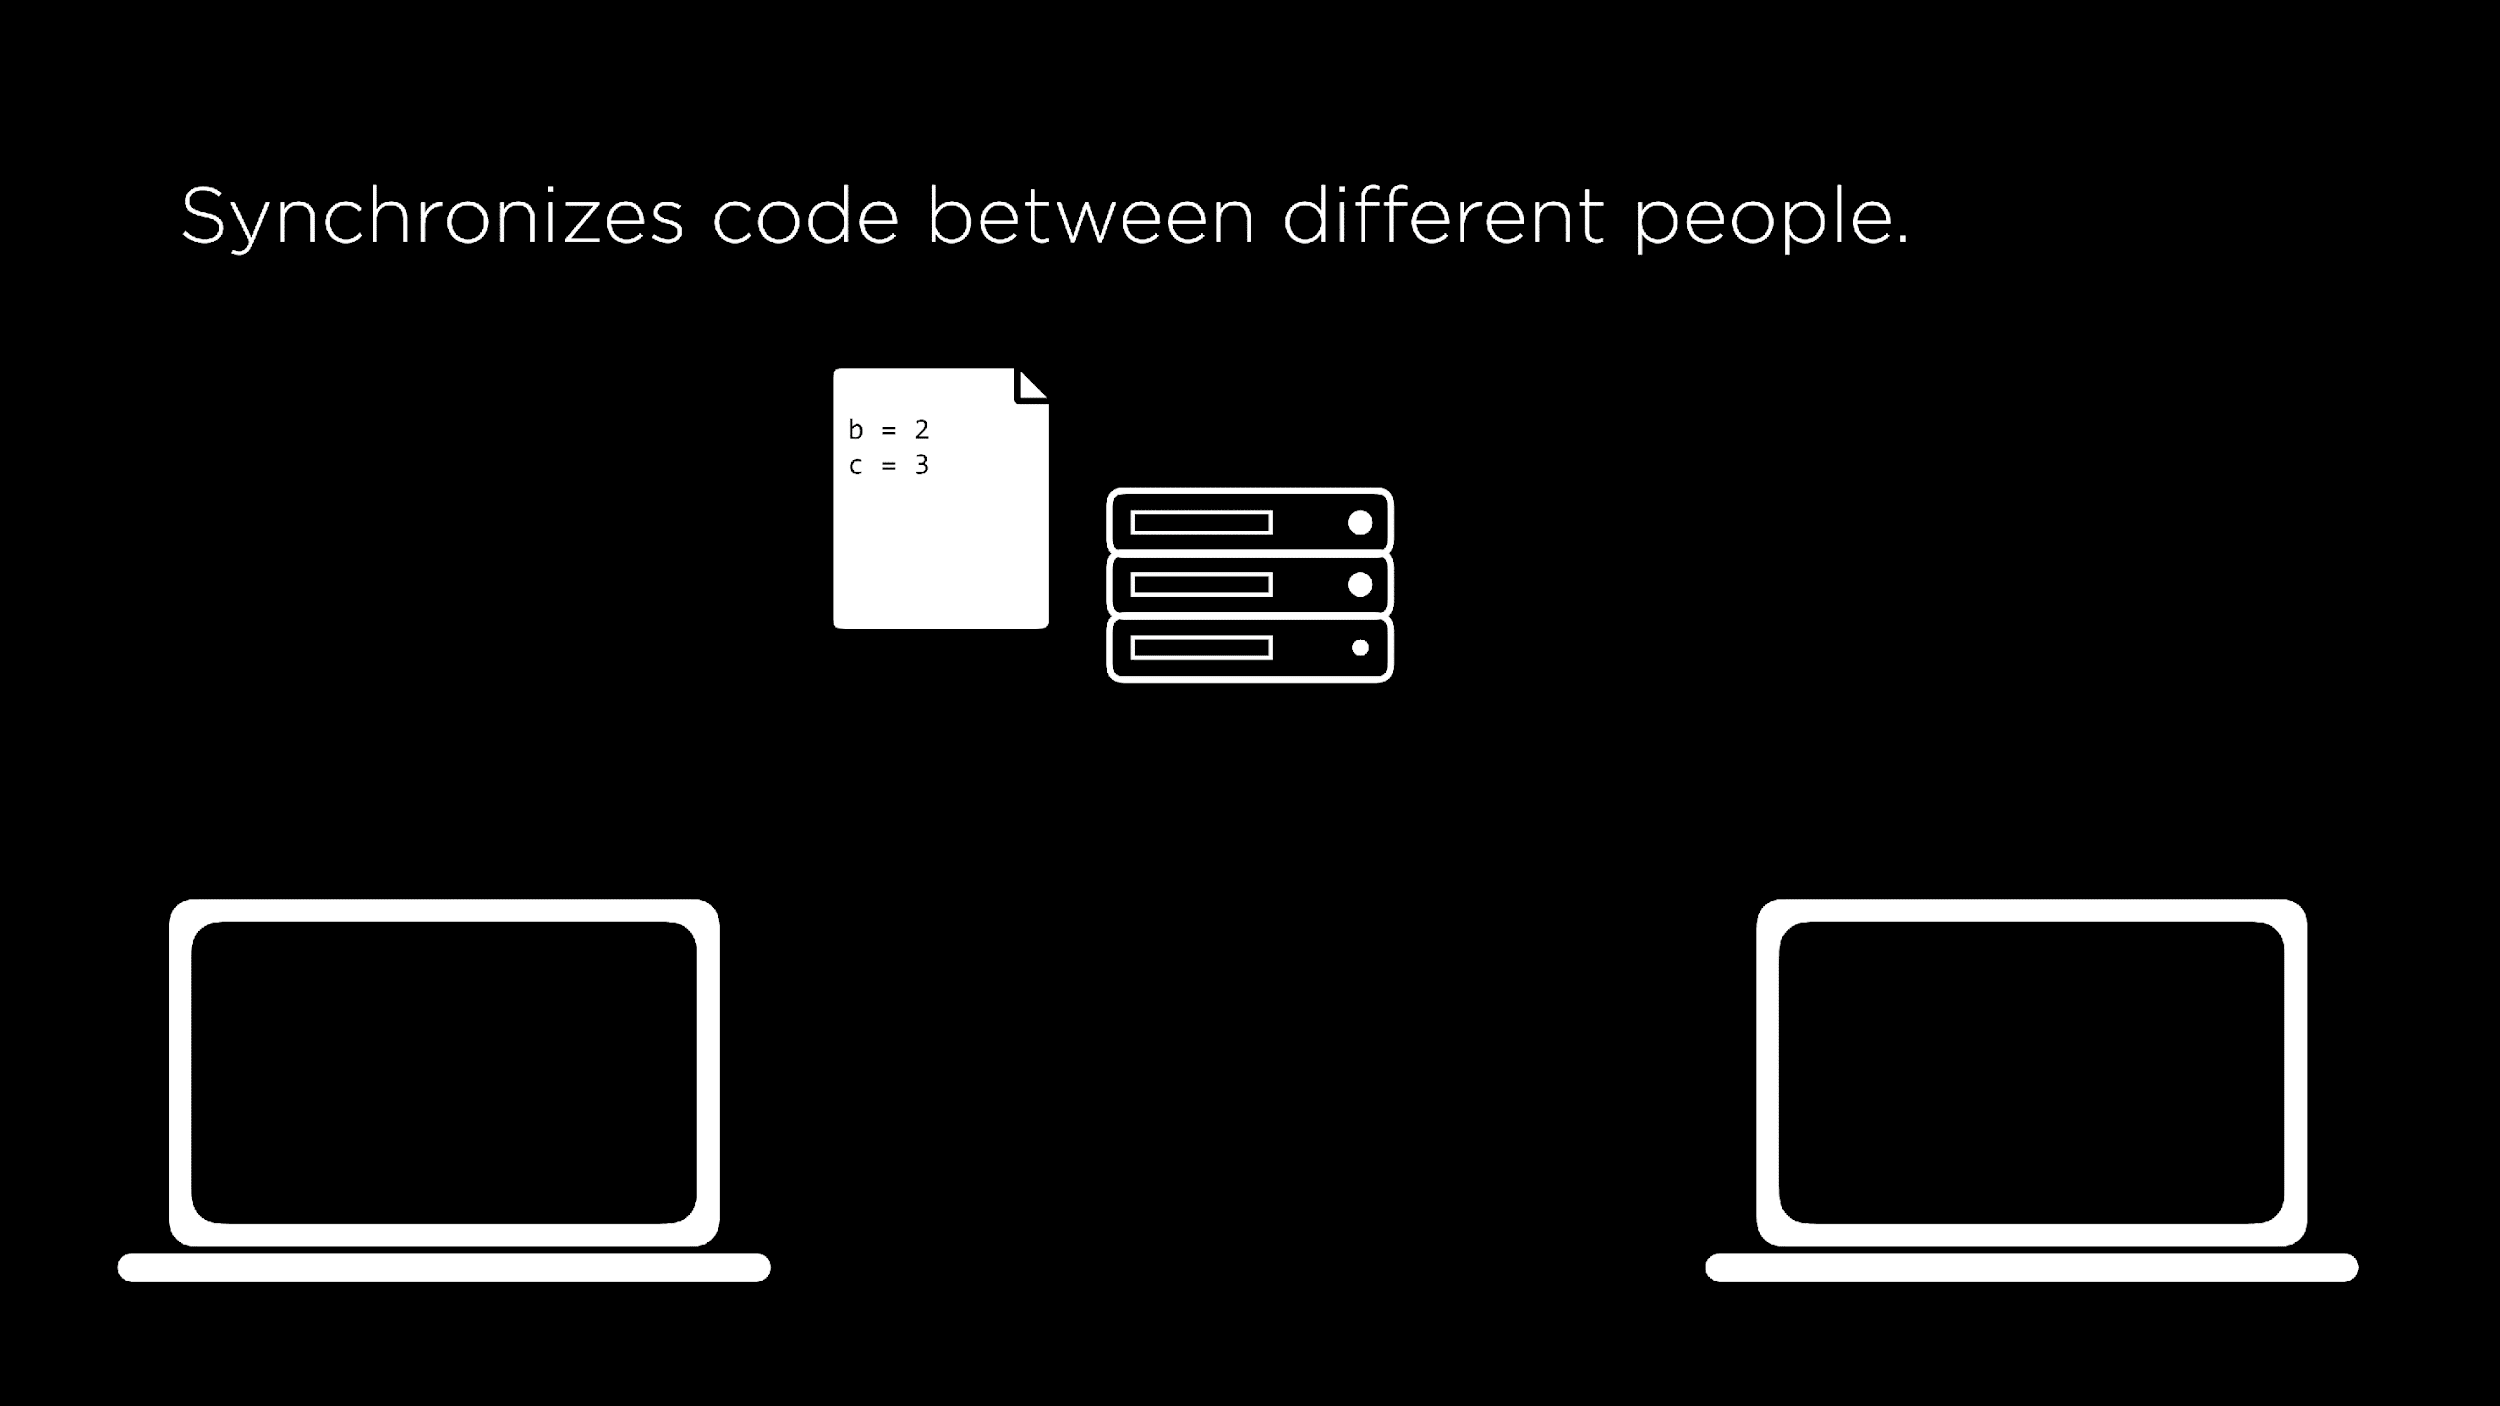 Synchronizes code between different people.
b = 2
c = 3